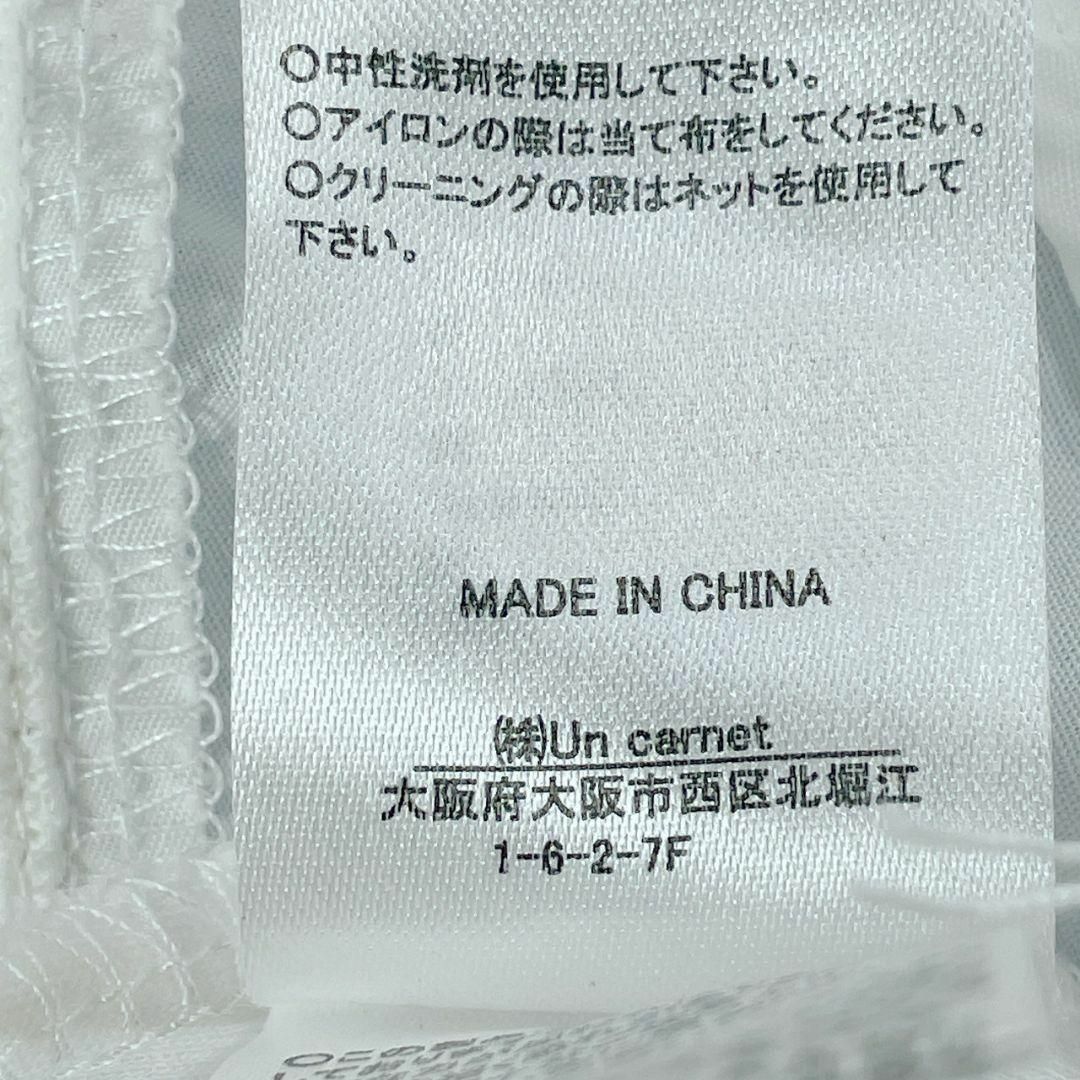 〇中性洗剤を使用して下さい。
〇アイロンの際は当て布をしてください。
〇クリーニングの際はネットを使用して
下さい。
MADE IN CHINA
㈱Un carnet
大阪府大阪市西区北堀江
1-6-2-7F